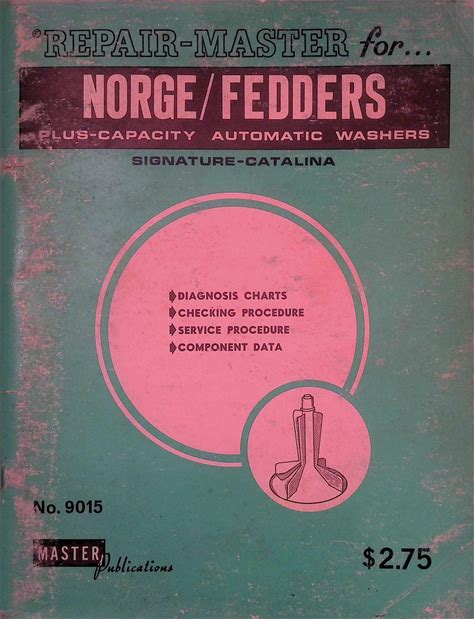 © REPAIR-MASTER for...
NORGE/FEDDERS
PLUS-CAPACITY AUTOMATIC WASHERS
SIGNATURE-CATALINA
DIAGNOSIS CHARTS
CHECKING PROCEDURE
SERVICE PROCEDURE
COMPONENT DATA
No. 9015
MASTER Publications
$2.75